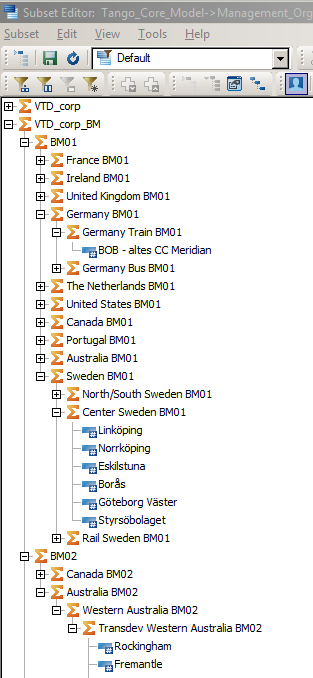 Subset Editor: Tango_Core_Model->Management_Org
Subset Edit View Tools Help
Default
VTD_corp
VTD_corp_BM
BM01
France BM01
Ireland BM01
United Kingdom BM01
Germany BM01
Germany Train BM01
BOB - altes CC Meridian
Germany Bus BM01
The Netherlands BM01
United States BM01
Canada BM01
Portugal BM01
Australia BM01
Sweden BM01
North/South Sweden BM01
Center Sweden BM01
Linköping
Norrköping
Eskilstuna
Borås
Göteborg Väster
Styrsöbolaget
Rail Sweden BM01
BM02
Canada BM02
Australia BM02
Western Australia BM02
Transdev Western Australia BM02
Rockingham
Fremantle